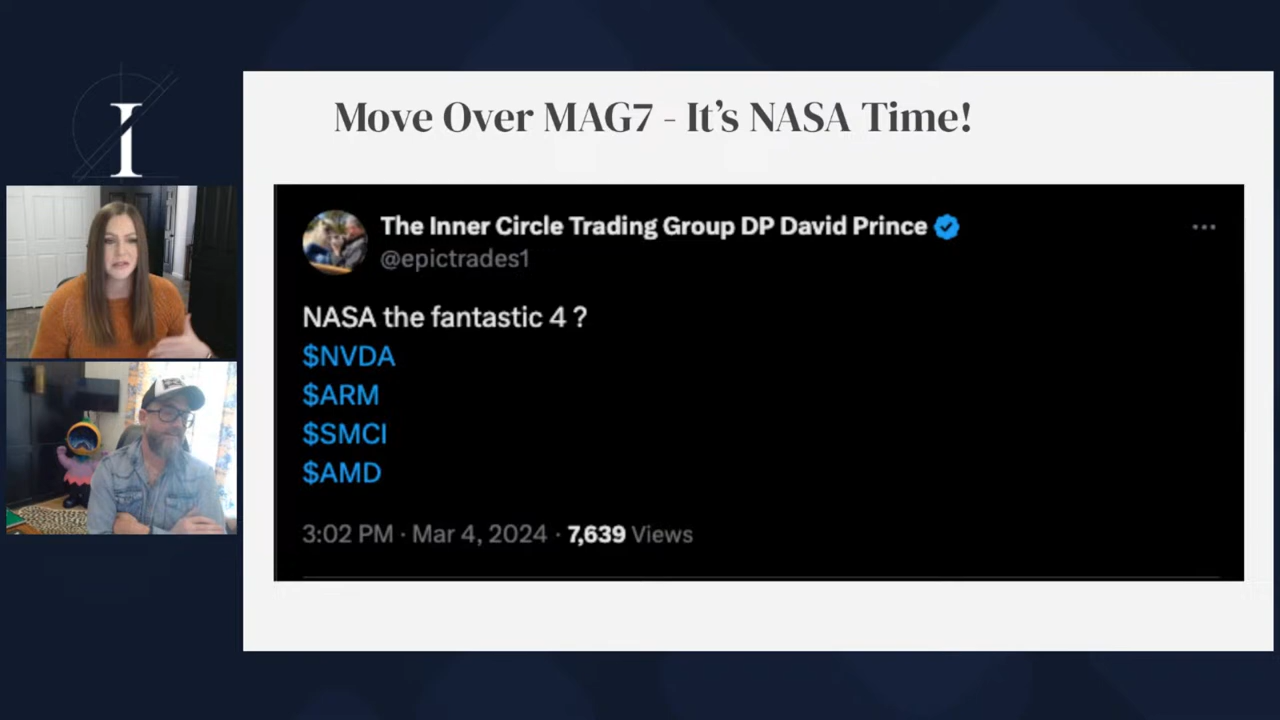 I
Move Over MAG7 - It's NASA Time!
The Inner Circle Trading Group DP David Prince
@epictrades1
NASA the fantastic 4 ?
$NVDA
$ARM
$SMCI
$AMD
3:02 PM · Mar 4, 2024 · 7,639 Views